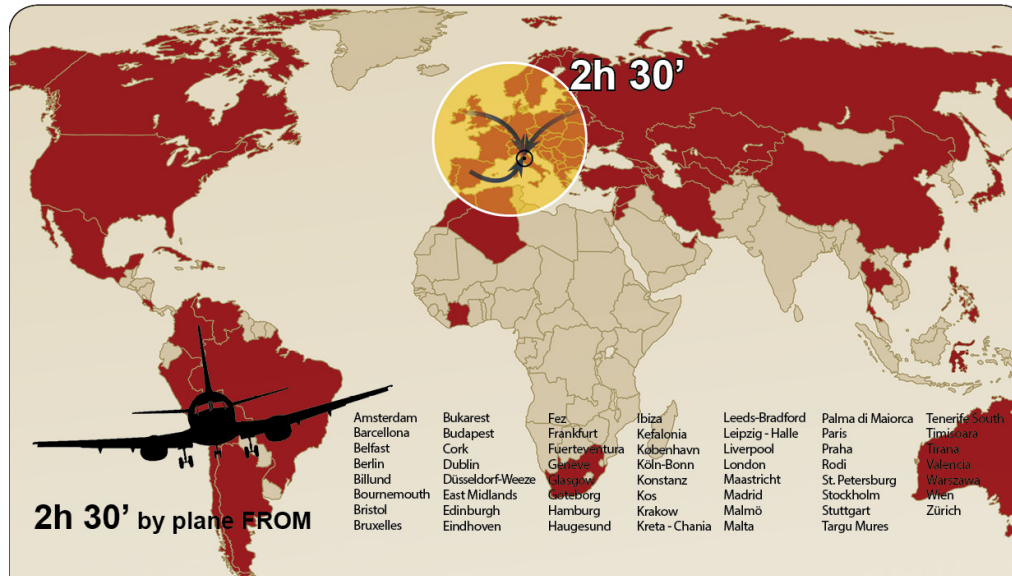 2h 30’
Amsterdam
Barcellona
Belfast
Berlin
Billund
Bournemouth
Bristol
Bruxelles
Bukarest
Budapest
Cork
Dublin
Düsseldorf-Weeze
East Midlands
Edinburgh
Eindhoven
Fez
Frankfurt
Fuerteventura
Genève
Glasgow
Göteborg
Hamburg
Haugesund
Ibiza
Kefalonia
København
Köln-Bonn
Konstanz
Kos
Krakow
Kreta - Chania
Leeds-Bradford
Leipzig - Halle
Liverpool
London
Maastricht
Madrid
Malmö
Malta
Palma di Maiorca
Paris
Praha
Rodi
St. Petersburg
Stockholm
Stuttgart
Targu Mures
Tenerife South
Timisoara
Tirana
Valencia
Warszawa
Wien
Zürich
2h 30’ by plane FROM